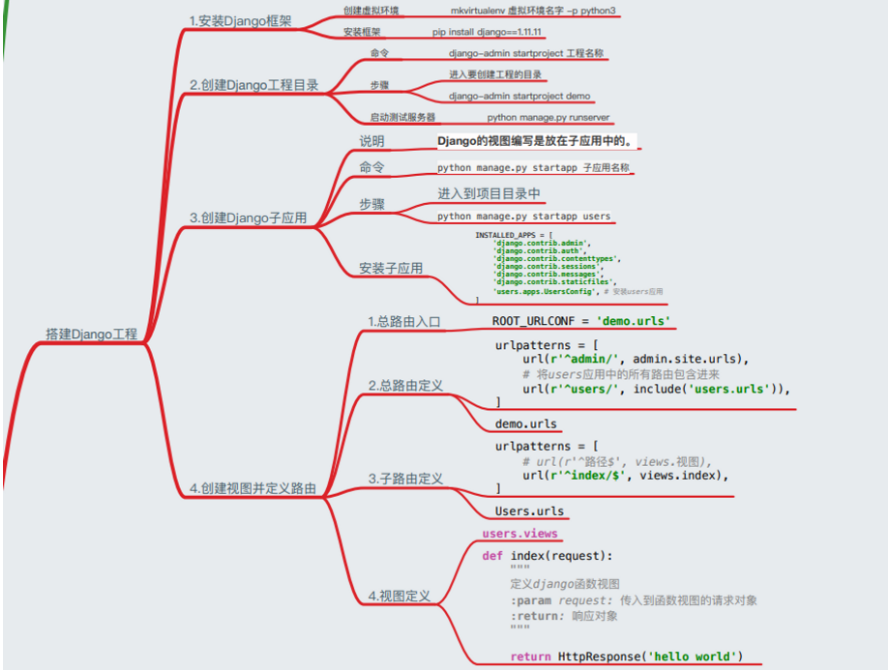 搭建Django工程
1.安装Django框架
创建虚拟环境
mkvirtualenv 虚拟环境名字 -p python3
安装框架
pip install django==1.11.11
2.创建Django工程目录
命令
django-admin startproject 工程名称
步骤
进入要创建工程的目录
django-admin startproject demo
启动测试服务器
python manage.py runserver
3.创建Django子应用
说明
Django的视图编写是放在子应用中的。
命令
python manage.py startapp 子应用名称
步骤
进入到项目目录中
python manage.py startapp users
安装子应用
INSTALLED_APPS = [
'django.contrib.admin',
'django.contrib.auth',
'django.contrib.contenttypes',
'django.contrib.sessions',
'django.contrib.messages',
'django.contrib.staticfiles',
'users.apps.UsersConfig', # 安装users应用
]
4.创建视图并定义路由
1.总路由入口
ROOT_URLCONF = 'demo.urls'
2.总路由定义
urlpatterns = [
url(r'^admin/', admin.site.urls),
# 将users应用中的所有路由包含进来
url(r'^users/', include('users.urls')),
]
demo.urls
3.子路由定义
urlpatterns = [
# url(r'^路径$', views.视图),
url(r'^index/$', views.index),
]
Users.urls
4.视图定义
users.views
def index(request):
"""
定义django函数视图
:param request: 传入到函数视图的请求对象
:return: 响应对象
"""
return HttpResponse('hello world')